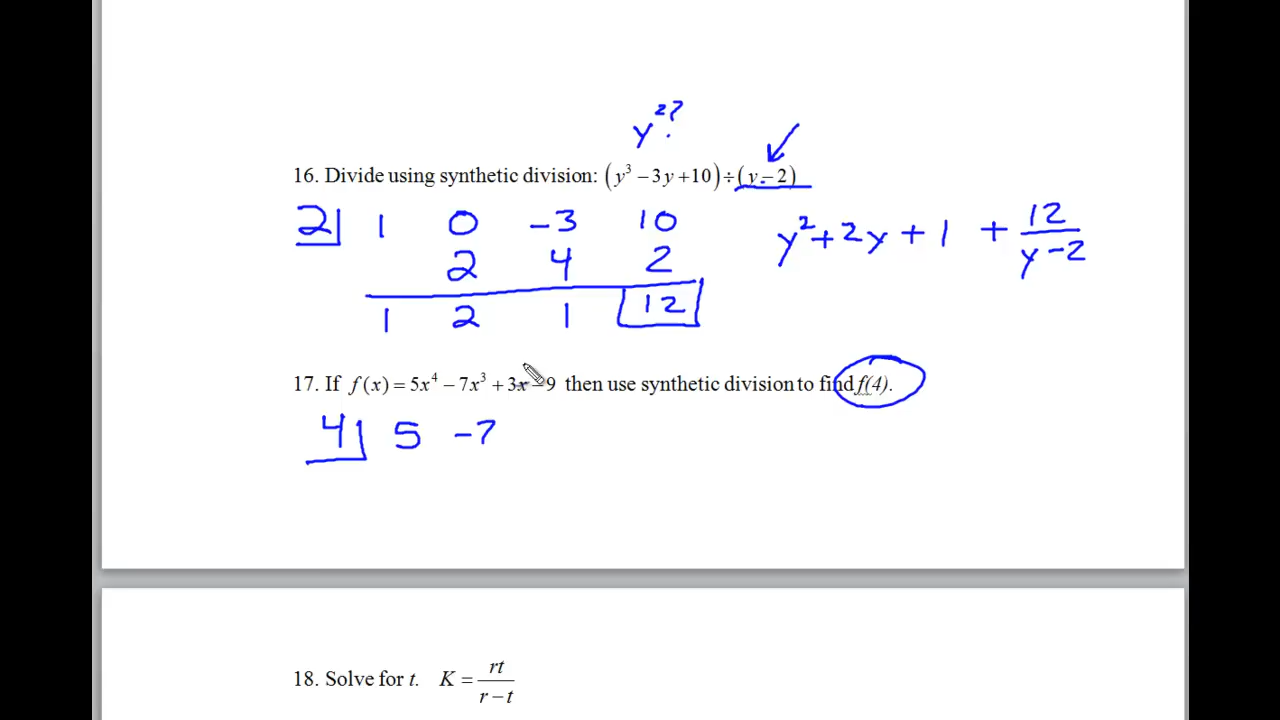 y²?
16. Divide using synthetic division: (y³ − 3y + 10) ÷ (y − 2)
2 1 0 −3 10
y² + 2y + 1 + 12/(y − 2)
2 4 2
1 2 1 12
17. If f(x) = 5x⁴ − 7x³ + 3x − 9 then use synthetic division to find f(4).
4 5 −7
18. Solve for t. K = rt/(r − t)